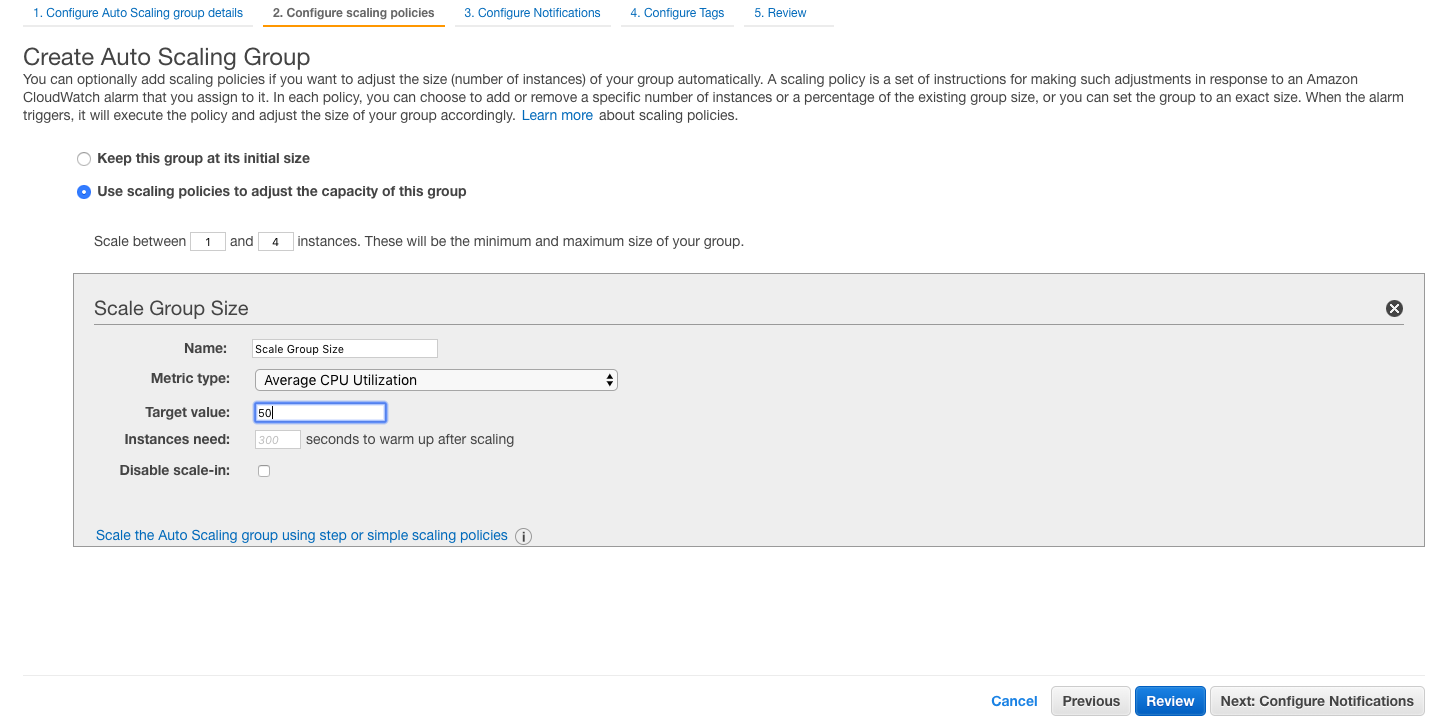 1. Configure Auto Scaling group details 2. Configure scaling policies 3. Configure Notifications 4. Configure Tags 5. Review
Create Auto Scaling Group
You can optionally add scaling policies if you want to adjust the size (number of instances) of your group automatically. A scaling policy is a set of instructions for making such adjustments in response to an Amazon
CloudWatch alarm that you assign to it. In each policy, you can choose to add or remove a specific number of instances or a percentage of the existing group size, or you can set the group to an exact size. When the alarm
triggers, it will execute the policy and adjust the size of your group accordingly. Learn more about scaling policies.
Keep this group at its initial size
Use scaling policies to adjust the capacity of this group
Scale between 1 and 4 instances. These will be the minimum and maximum size of your group.
Scale Group Size
Name: Scale Group Size
Metric type: Average CPU Utilization
Target value: 50
Instances need: 300 seconds to warm up after scaling
Disable scale-in:
Scale the Auto Scaling group using step or simple scaling policies i
Cancel Previous Review Next: Configure Notifications